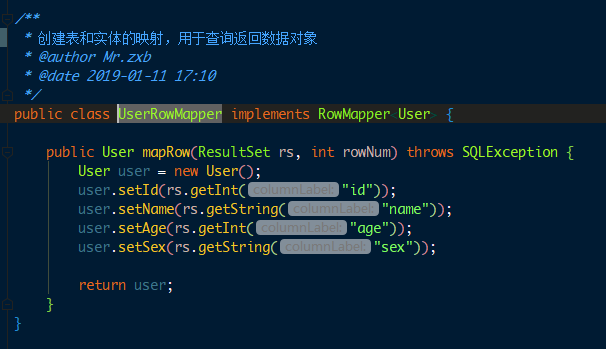 /**
 * 创建表和实体的映射，用于查询返回数据对象
 * @author Mr.zxb
 * @date 2019-01-11 17:10
 */
public class UserRowMapper implements RowMapper<User> {
    public User mapRow(ResultSet rs, int rowNum) throws SQLException {
        User user = new User();
        user.setId(rs.getInt( columnLabel: "id"));
        user.setName(rs.getString( columnLabel: "name"));
        user.setAge(rs.getInt( columnLabel: "age"));
        user.setSex(rs.getString( columnLabel: "sex"));
        return user;
    }
}